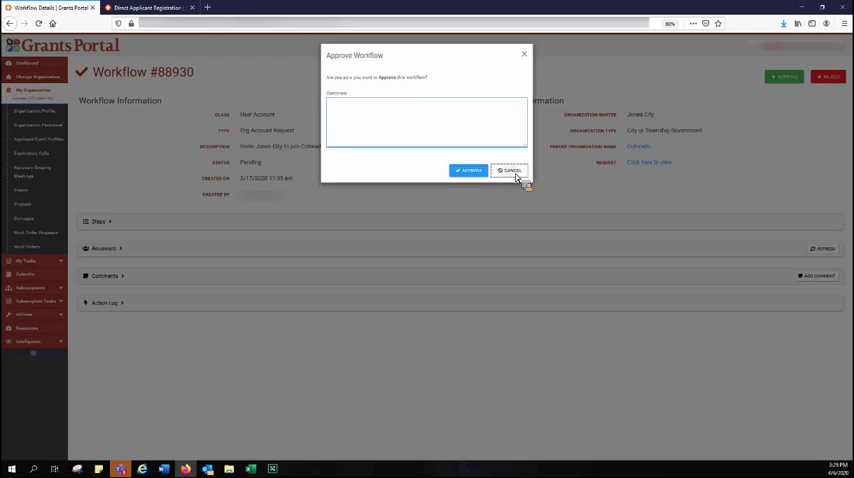 Workflow Details | Grants Portal
Direct Applicant Registration
80%
Grants Portal
Dashboard
Change Organization
My Organization
Organization Profile
Organization Personnel
Applicant Event Profiles
Exploratory Calls
Recovery Scoping
Meetings
Events
Projects
Damages
Work Order Requests
Work Orders
My Tasks
Calendar
Subrecipients
Subrecipient Tasks
Utilities
Resources
Intelligence
Workflow #88930
APPROVE
REJECT
Workflow Information
CLASS User Account
TYPE Org Account Request
DESCRIPTION Invite Jones City to join Colorado
STATUS Pending
CREATED ON 3/17/2020 11:33 am
CREATED BY
ORGANIZATION INVITED Jones City
ORGANIZATION TYPE City or Township Government
PARENT ORGANIZATION NAME Colorado
REQUEST Click here to view
Approve Workflow
Are you sure you want to Approve this workflow?
Comments
APPROVE
CANCEL
Steps
Reviewers
REFRESH
Comments
ADD COMMENT
Action Log
3:29 PM
4/6/2020